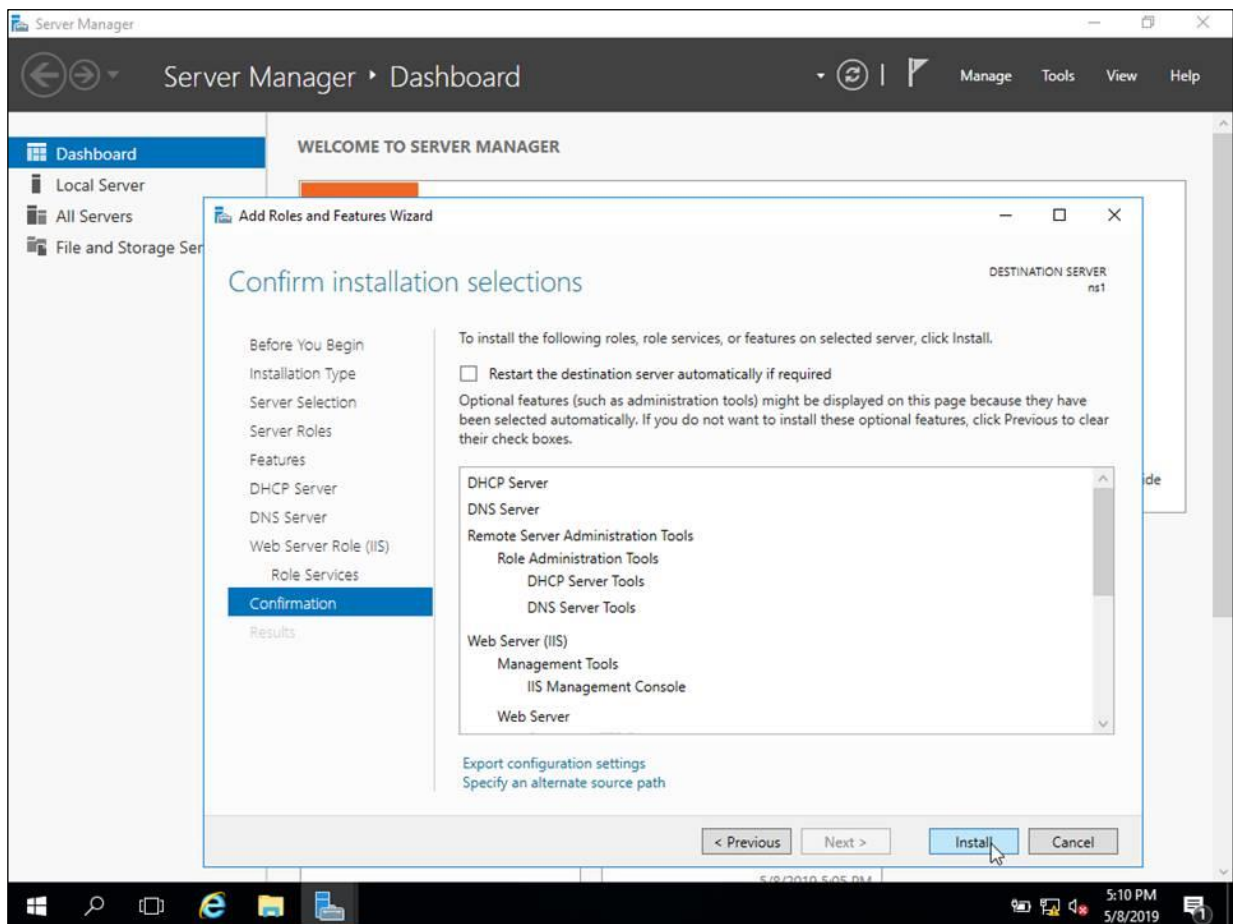 Server Manager
Server Manager • Dashboard
Manage Tools View Help
Dashboard
Local Server
All Servers
File and Storage Ser
WELCOME TO SERVER MANAGER
Add Roles and Features Wizard
Confirm installation selections
DESTINATION SERVER
ns1
Before You Begin
Installation Type
Server Selection
Server Roles
Features
DHCP Server
DNS Server
Web Server Role (IIS)
Role Services
Confirmation
Results
To install the following roles, role services, or features on selected server, click Install.
Restart the destination server automatically if required
Optional features (such as administration tools) might be displayed on this page because they have
been selected automatically. If you do not want to install these optional features, click Previous to clear
their check boxes.
DHCP Server
DNS Server
Remote Server Administration Tools
Role Administration Tools
DHCP Server Tools
DNS Server Tools
Web Server (IIS)
Management Tools
IIS Management Console
Web Server
Export configuration settings
Specify an alternate source path
< Previous Next > Install Cancel
ide
5/8/2019 5:05 PM
5:10 PM
5/8/2019
1